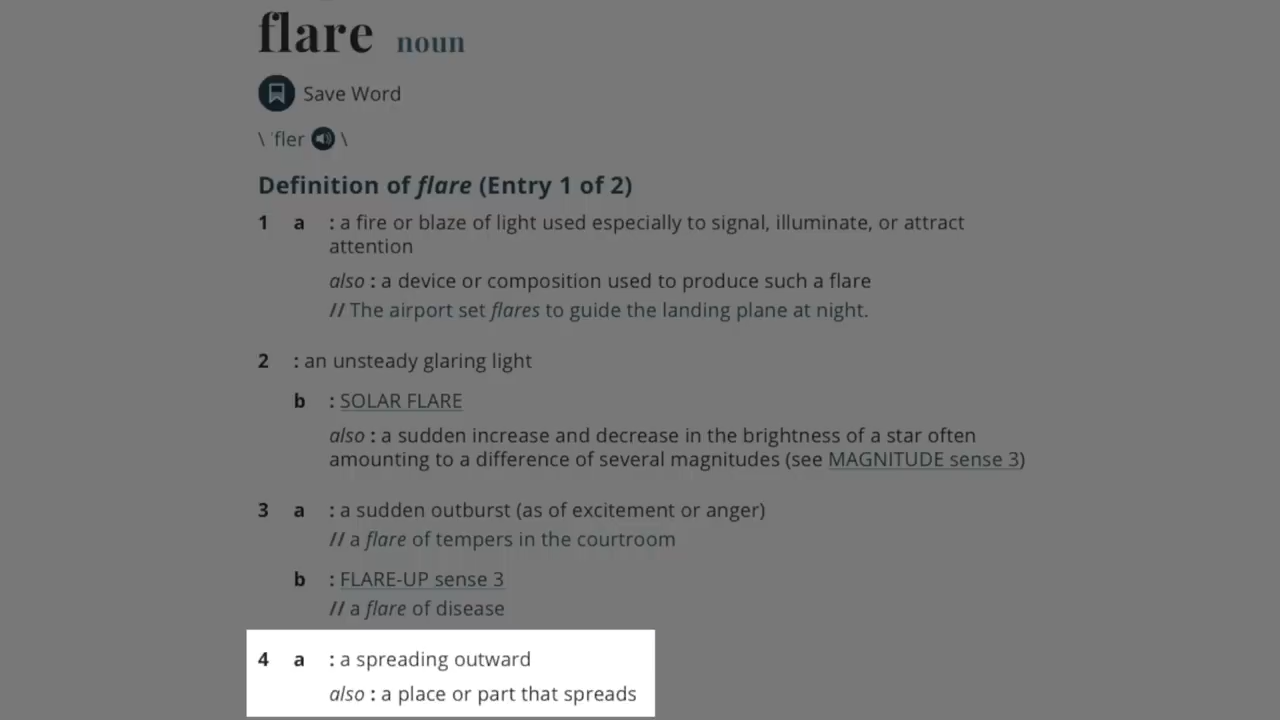 flare noun
Save Word
\ ˈfler \
Definition of flare (Entry 1 of 2)
1 a : a fire or blaze of light used especially to signal, illuminate, or attract
attention
also : a device or composition used to produce such a flare
// The airport set flares to guide the landing plane at night.
2 : an unsteady glaring light
b : SOLAR FLARE
also : a sudden increase and decrease in the brightness of a star often
amounting to a difference of several magnitudes (see MAGNITUDE sense 3)
3 a : a sudden outburst (as of excitement or anger)
// a flare of tempers in the courtroom
b : FLARE-UP sense 3
// a flare of disease
4 a : a spreading outward
also : a place or part that spreads